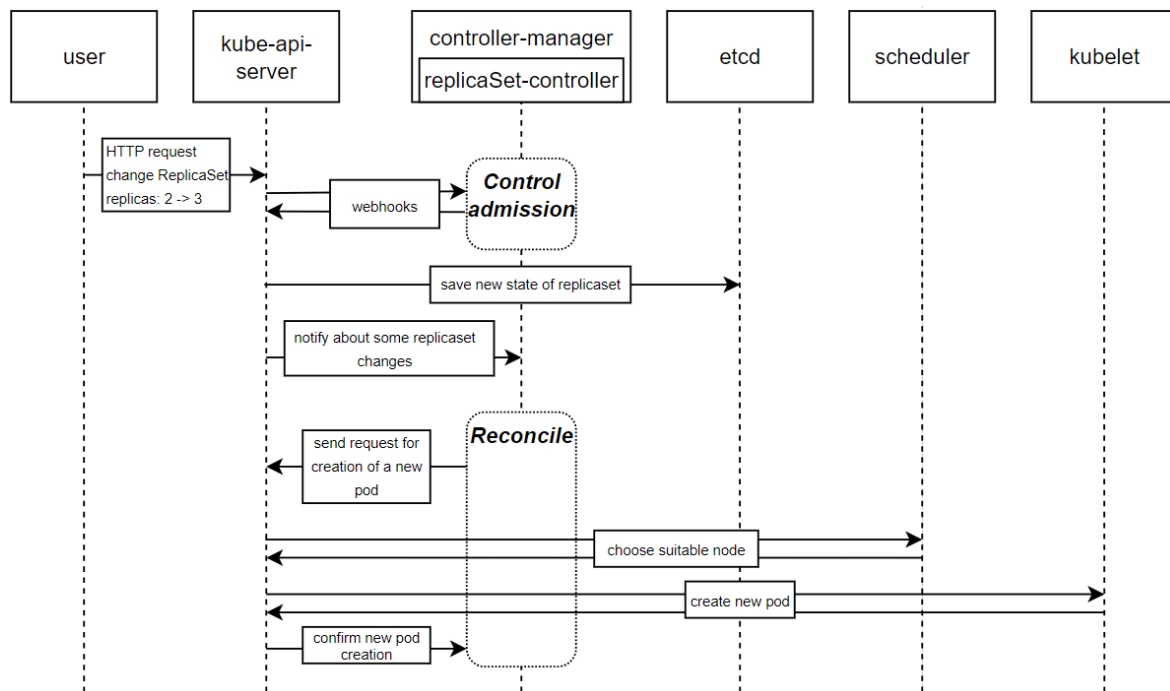 user
kube-api-
server
controller-manager
replicaSet-controller
etcd
scheduler
kubelet
HTTP request
change ReplicaSet
replicas: 2 -> 3
Control
admission
webhooks
save new state of replicaset
notify about some replicaset
changes
Reconcile
send request for
creation of a new
pod
choose suitable node
create new pod
confirm new pod
creation